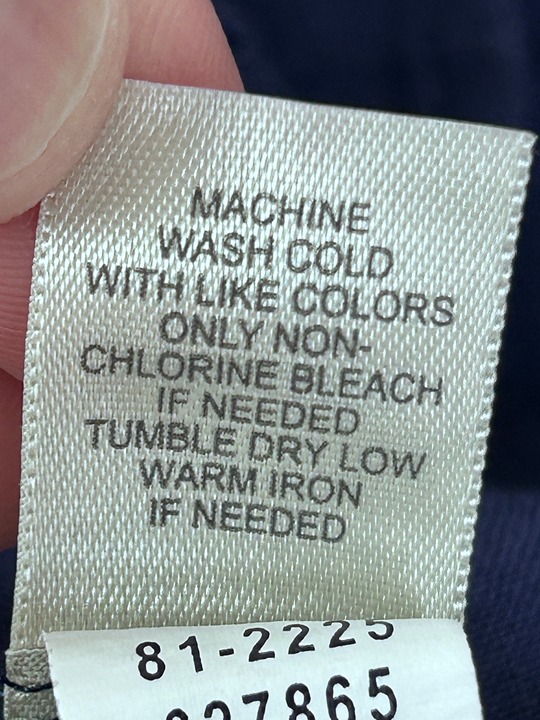 MACHINE
WASH COLD
WITH LIKE COLORS
ONLY NON-
CHLORINE BLEACH
IF NEEDED
TUMBLE DRY LOW
WARM IRON
IF NEEDED
81-2225